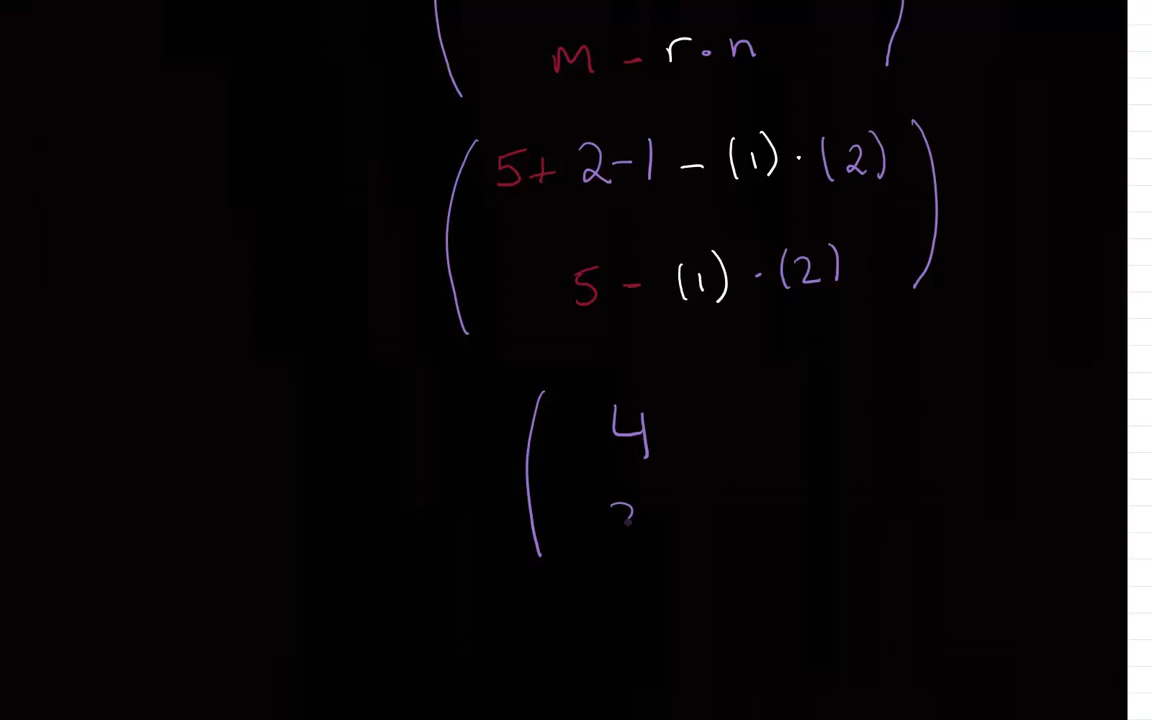 m - r · n
( 5 + 2 - 1 - (1) · (2) )
5 - (1) · (2)
( 4